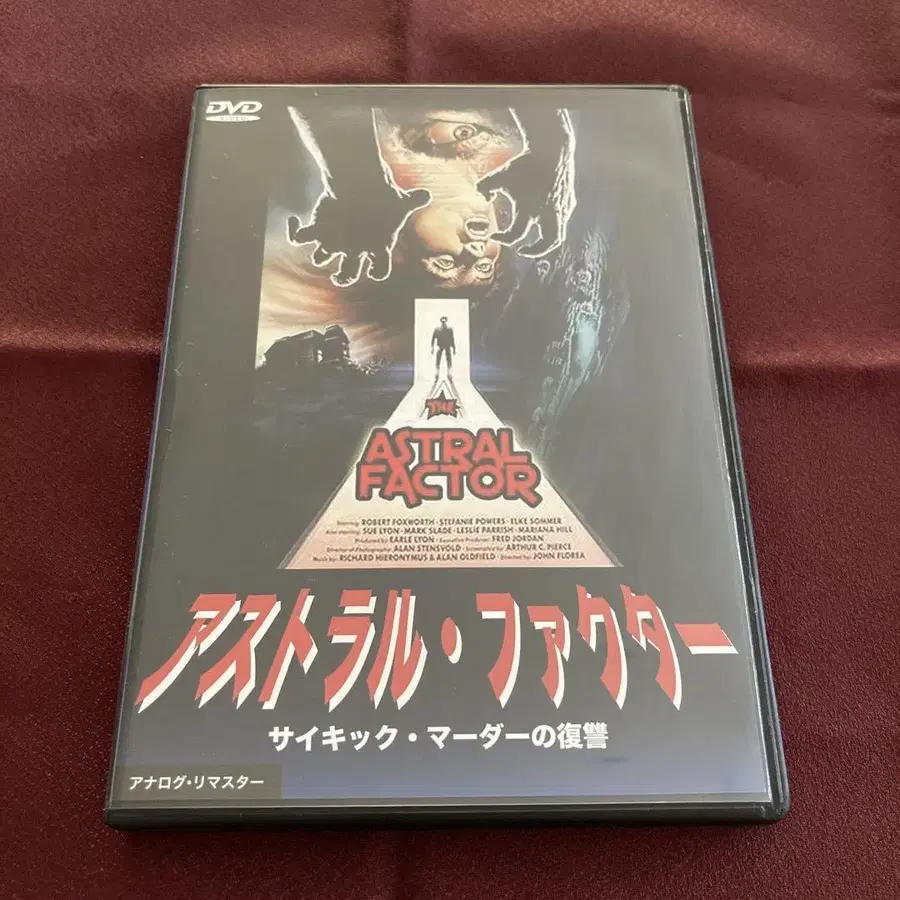 DVD
VIDEO
THE
ASTRAL
FACTOR
Starring: ROBERT FOXWORTH · STEFANIE POWERS · ELKE SOMMER
Also starring: SUE LYON · MARK SLADE · LESLIE PARRISH · MARIANA HILL
Produced by EARLE LYON · Executive Producer: FRED JORDAN
Director of Photography: ALAN STENSVOLD · Screenplay by ARTHUR C. PIERCE
Music by: RICHARD HIERONYMUS & ALAN OLDFIELD · Directed by: JOHN FLOREA
アストラル・ファクター
サイキック・マーダーの復讐
アナログ・リマスター